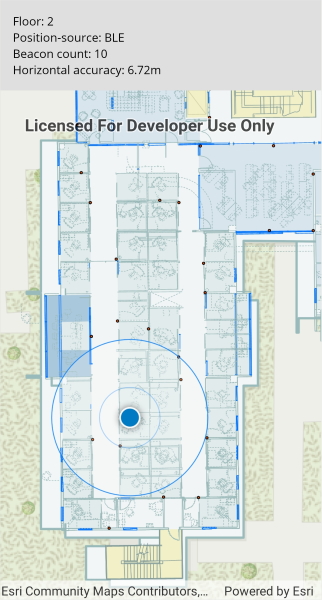 Floor: 2
Position-source: BLE
Beacon count: 10
Horizontal accuracy: 6.72m
Licensed For Developer Use Only
Esri Community Maps Contributors,... Powered by Esri